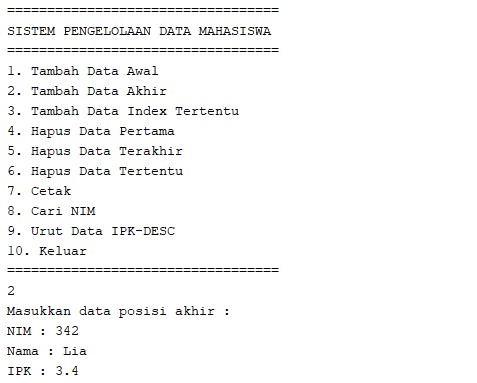 ==================================
SISTEM PENGELOLAAN DATA MAHASISWA
==================================
1. Tambah Data Awal
2. Tambah Data Akhir
3. Tambah Data Index Tertentu
4. Hapus Data Pertama
5. Hapus Data Terakhir
6. Hapus Data Tertentu
7. Cetak
8. Cari NIM
9. Urut Data IPK-DESC
10. Keluar
==================================
2
Masukkan data posisi akhir :
NIM : 342
Nama : Lia
IPK : 3.4